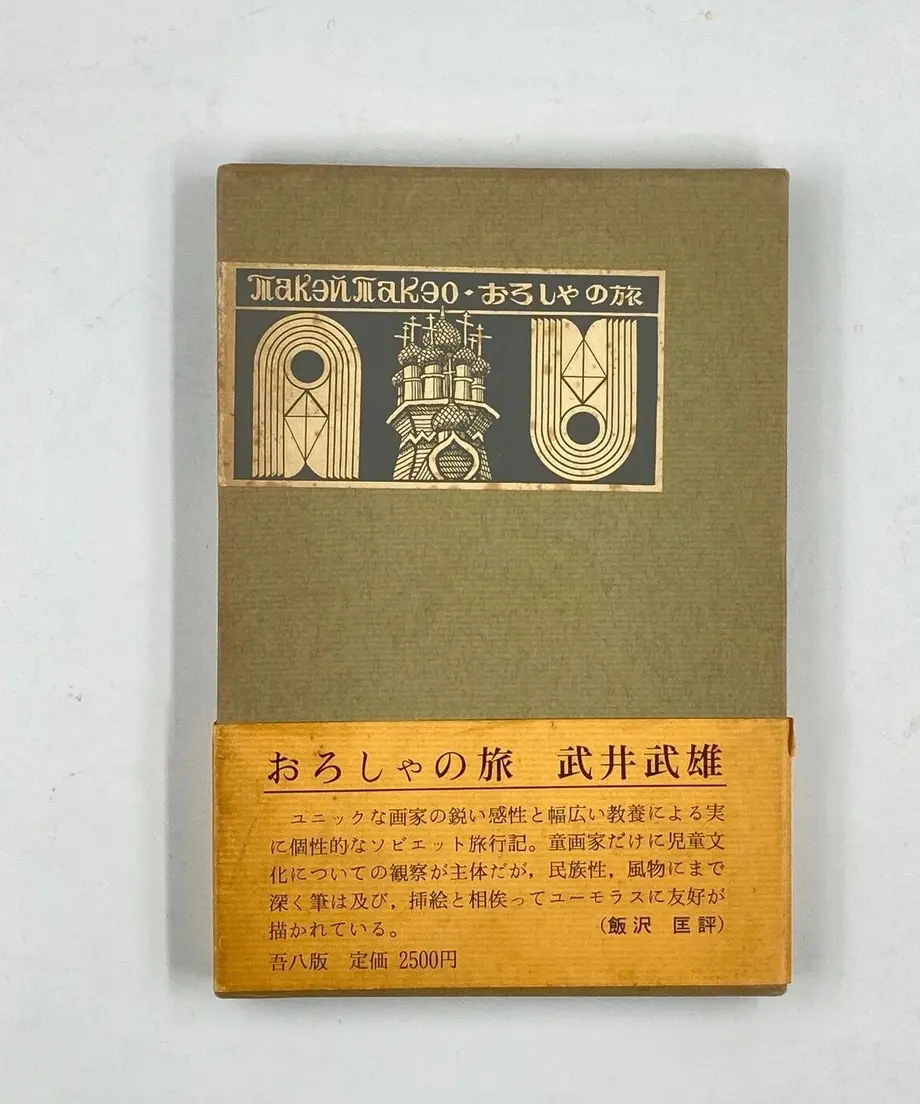 Такэй Такэо・おろしゃの旅
おろしゃの旅 武井武雄
ユニックな画家の鋭い感性と幅広い教養による実
に個性的なソビエット旅行記。童画家だけに児童文
化についての観察が主体だが，民族性，風物にまで
深く筆は及び，挿絵と相俟ってユーモラスに友好が
描かれている。 (飯沢 匡評)
吾八版 定価 2500円